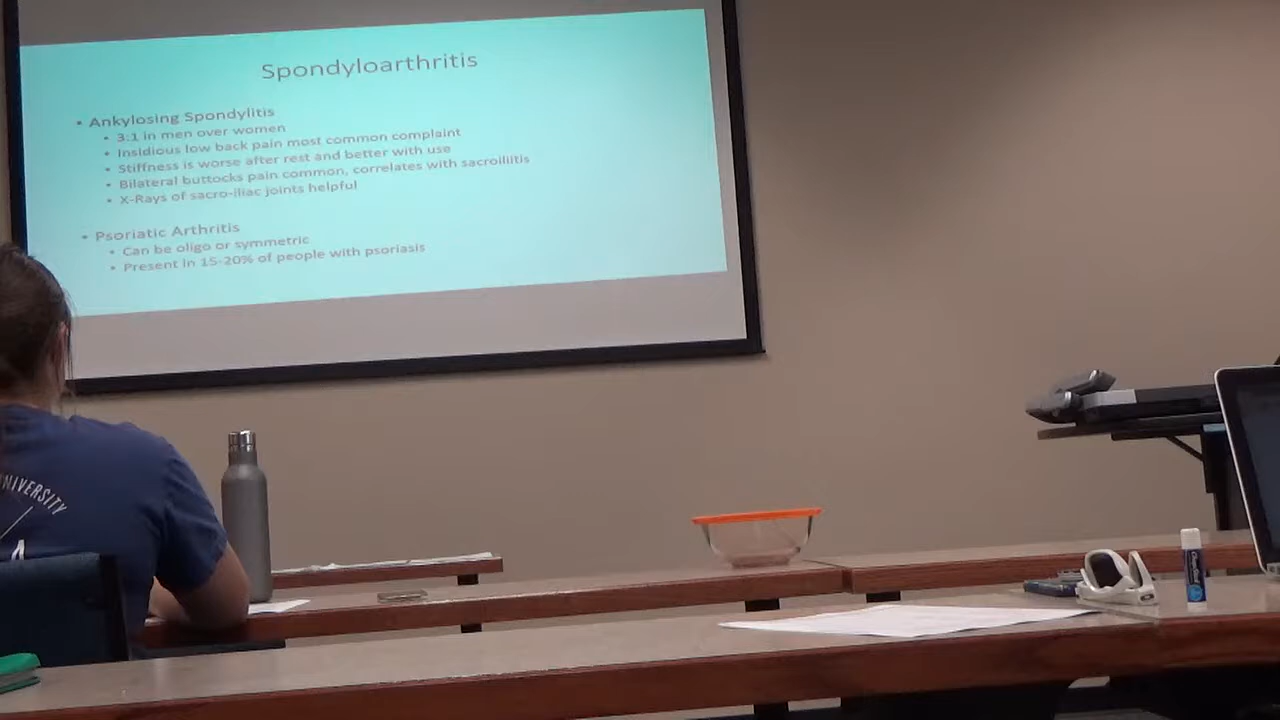 Spondyloarthritis
• Ankylosing Spondylitis
• 3:1 in men over women
• Insidious low back pain most common complaint
• Stiffness is worse after rest and better with use
• Bilateral buttocks pain common, correlates with sacroiliitis
• X-Rays of sacro-iliac joints helpful
• Psoriatic Arthritis
• Can be oligo or symmetric
• Present in 15-20% of people with psoriasis
NIVERSITY